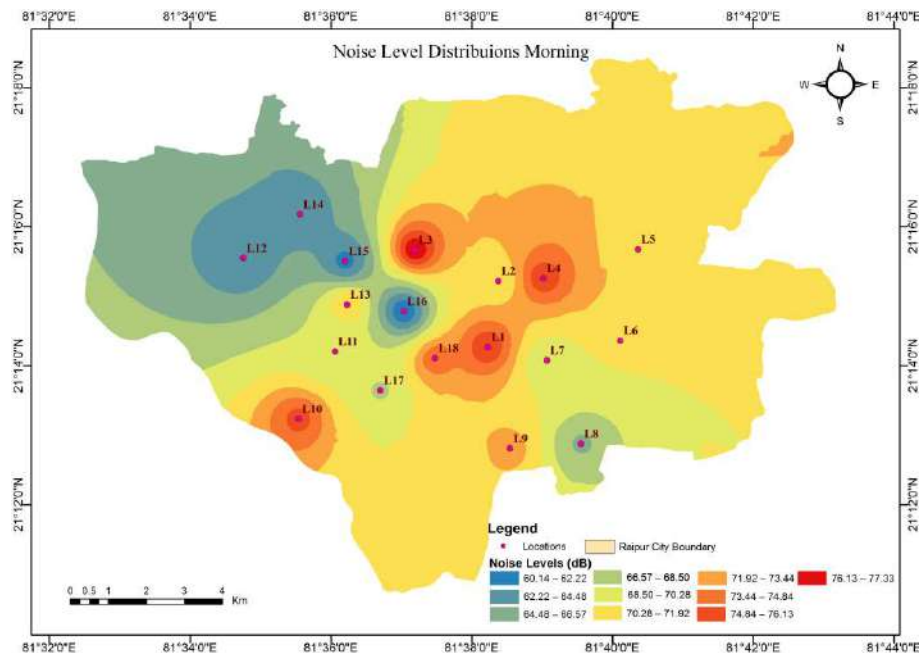 81°32'0"E 81°34'0"E 81°36'0"E 81°38'0"E 81°40'0"E 81°42'0"E 81°44'0"E
Noise Level Distribuions Morning
N
W E
S
21°18'0"N 21°18'0"N
21°16'0"N 21°16'0"N
21°14'0"N 21°14'0"N
21°12'0"N 21°12'0"N
L14
L12
L15
L3
L5
L4
L2
L13
L16
L6
L11
L18
L1
L7
L17
L10
L9
L8
Legend
Locations Raipur City Boundary
Noise Levels (dB)
60.14 – 62.22 66.57 – 68.50 71.92 – 73.44 76.13 – 77.33
62.22 – 64.48 68.50 – 70.28 73.44 – 74.84
64.48 – 66.57 70.28 – 71.92 74.84 – 76.13
0 0.5 1 2 3 4
Km
81°32'0"E 81°34'0"E 81°36'0"E 81°38'0"E 81°40'0"E 81°42'0"E 81°44'0"E